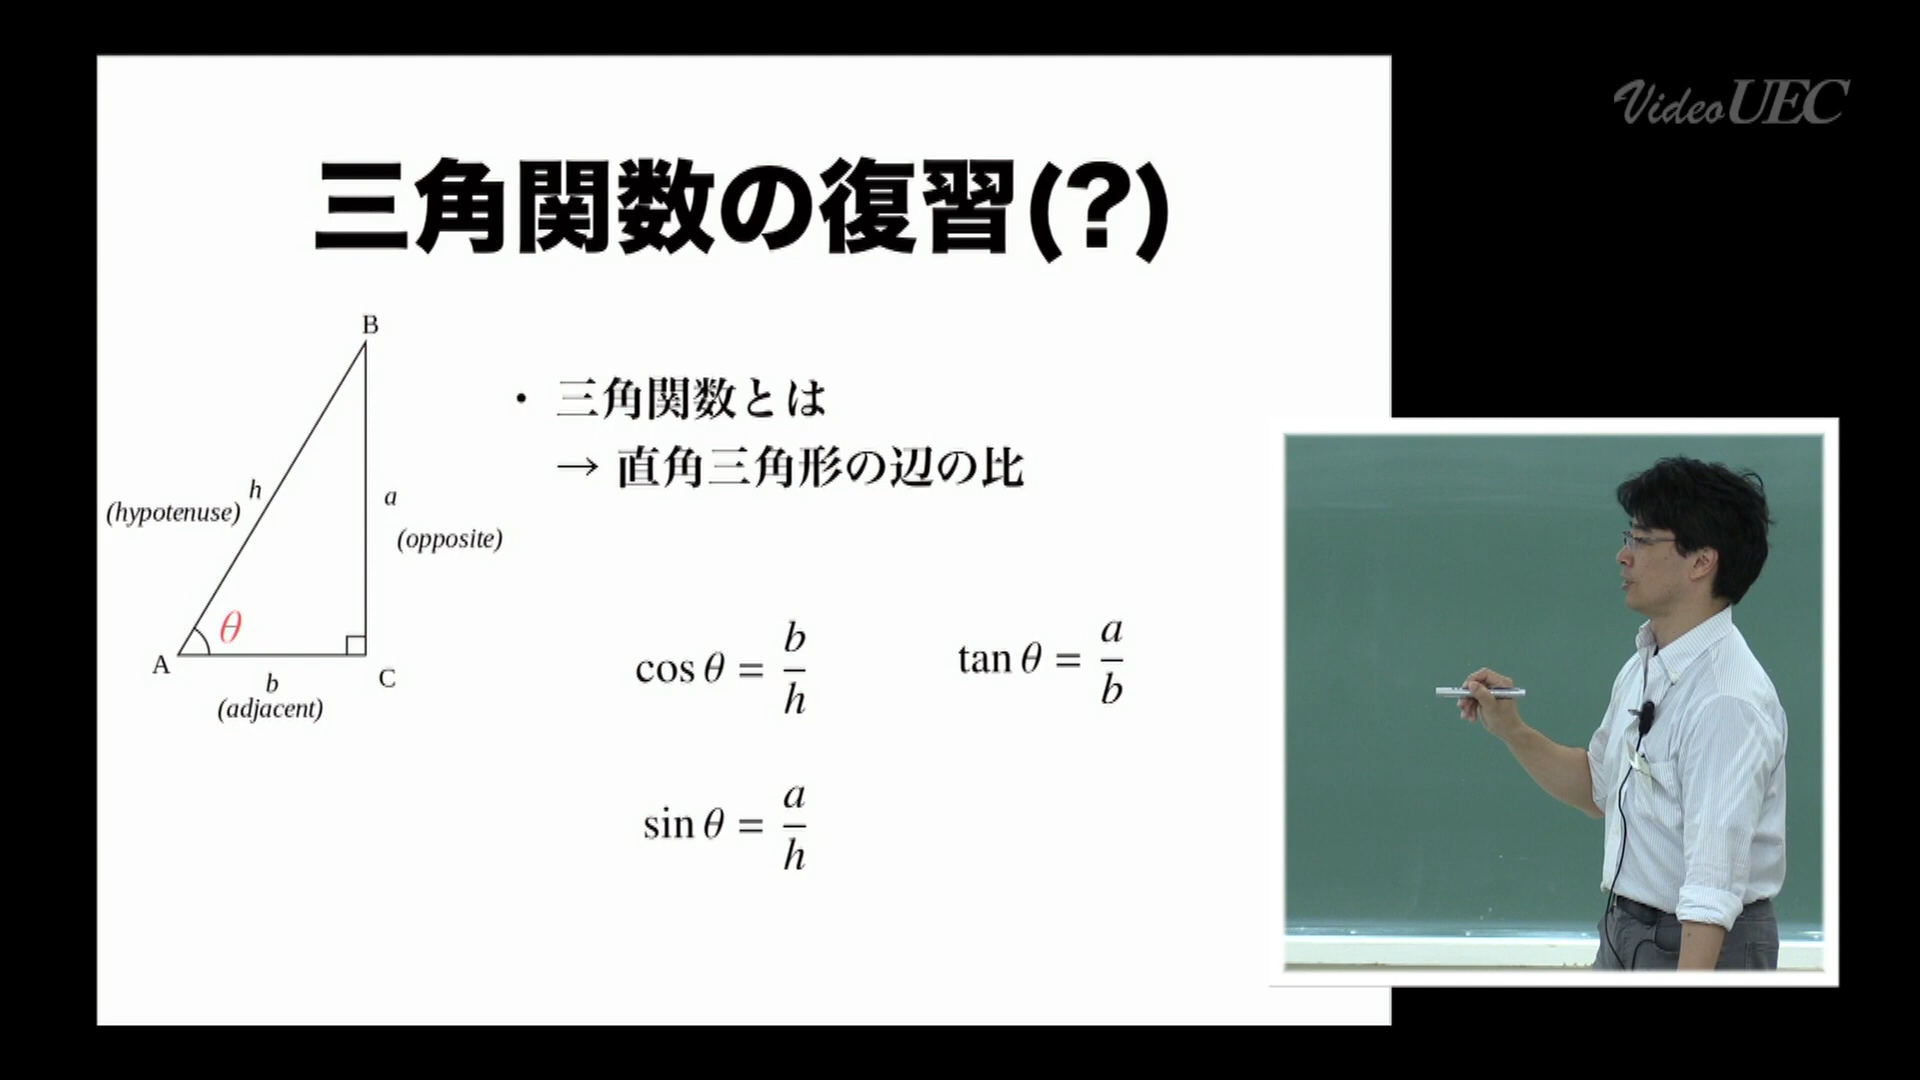 VideoUEC
三角関数の復習(?)
B
・ 三角関数とは
→ 直角三角形の辺の比
h
(hypotenuse)
a
(opposite)
θ
A
b
(adjacent)
C
cos θ = b/h
tan θ = a/b
sin θ = a/h